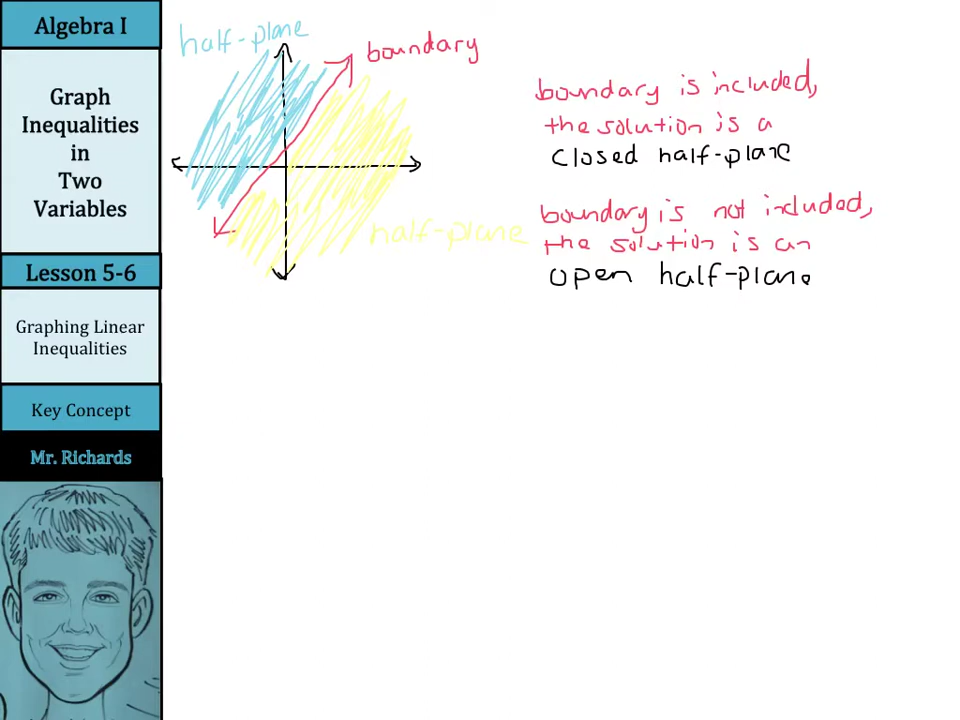 Algebra I
Graph
Inequalities
in
Two
Variables
Lesson 5-6
Graphing Linear
Inequalities
Key Concept
Mr. Richards
half-plane
boundary
half-plane
boundary is included,
the solution is a
closed half-plane
boundary is not included,
the solution is an
open half-plane